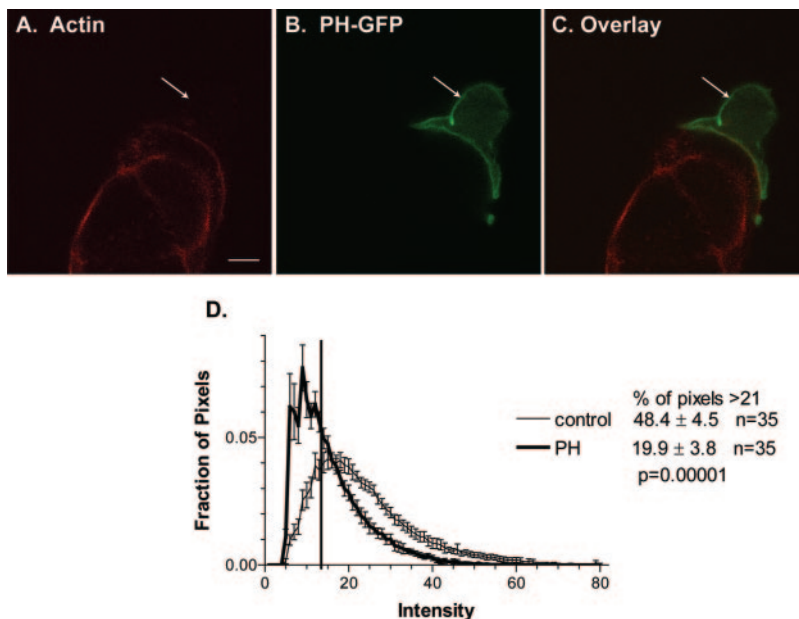 A. Actin
B. PH-GFP
C. Overlay
D.
Fraction of Pixels
0.05
0.00
0
20
40
60
80
Intensity
% of pixels >21
control 48.4 ± 4.5 n=35
PH 19.9 ± 3.8 n=35
p=0.00001